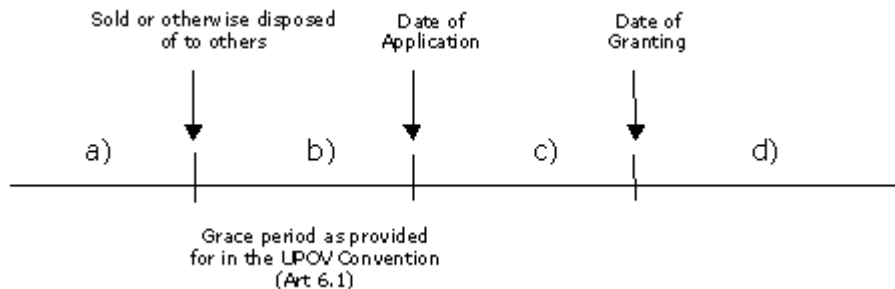 Sold or otherwise disposed
of to others
Date of
Application
Date of
Granting
a)
b)
c)
d)
Grace period as provided
for in the UPOV Convention
(Art 6.1)